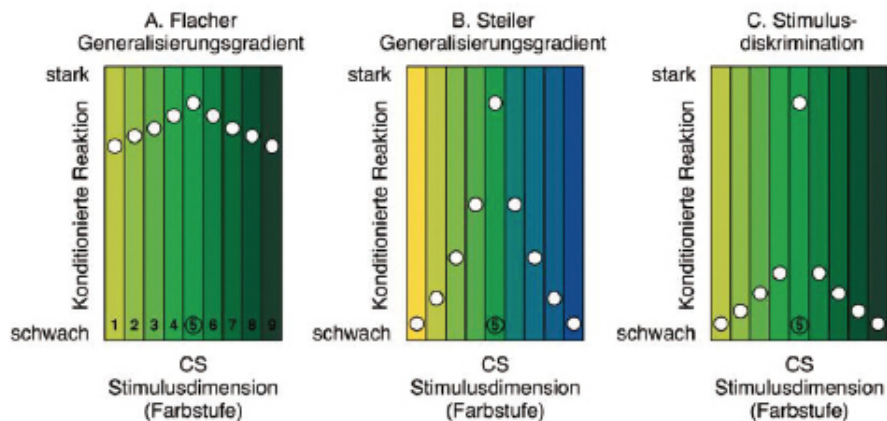 A. Flacher
Generalisierungsgradient
stark
Konditionierte Reaktion
schwach
1 2 3 4 5 6 7 8 9
CS
Stimulusdimension
(Farbstufe)
B. Steiler
Generalisierungsgradient
stark
Konditionierte Reaktion
schwach
5
CS
Stimulusdimension
(Farbstufe)
C. Stimulus-
diskrimination
stark
Konditionierte Reaktion
schwach
5
CS
Stimulusdimension
(Farbstufe)